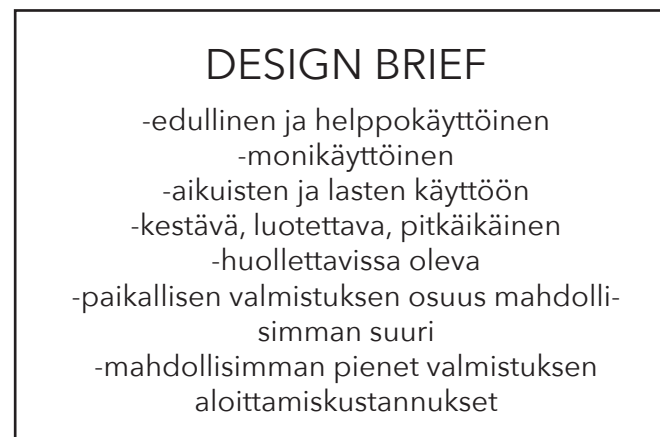 DESIGN BRIEF
-edullinen ja helppokäyttöinen
-monikäyttöinen
-aikuisten ja lasten käyttöön
-kestävä, luotettava, pitkäikäinen
-huollettavissa oleva
-paikallisen valmistuksen osuus mahdolli-
simman suuri
-mahdollisimman pienet valmistuksen
aloittamiskustannukset